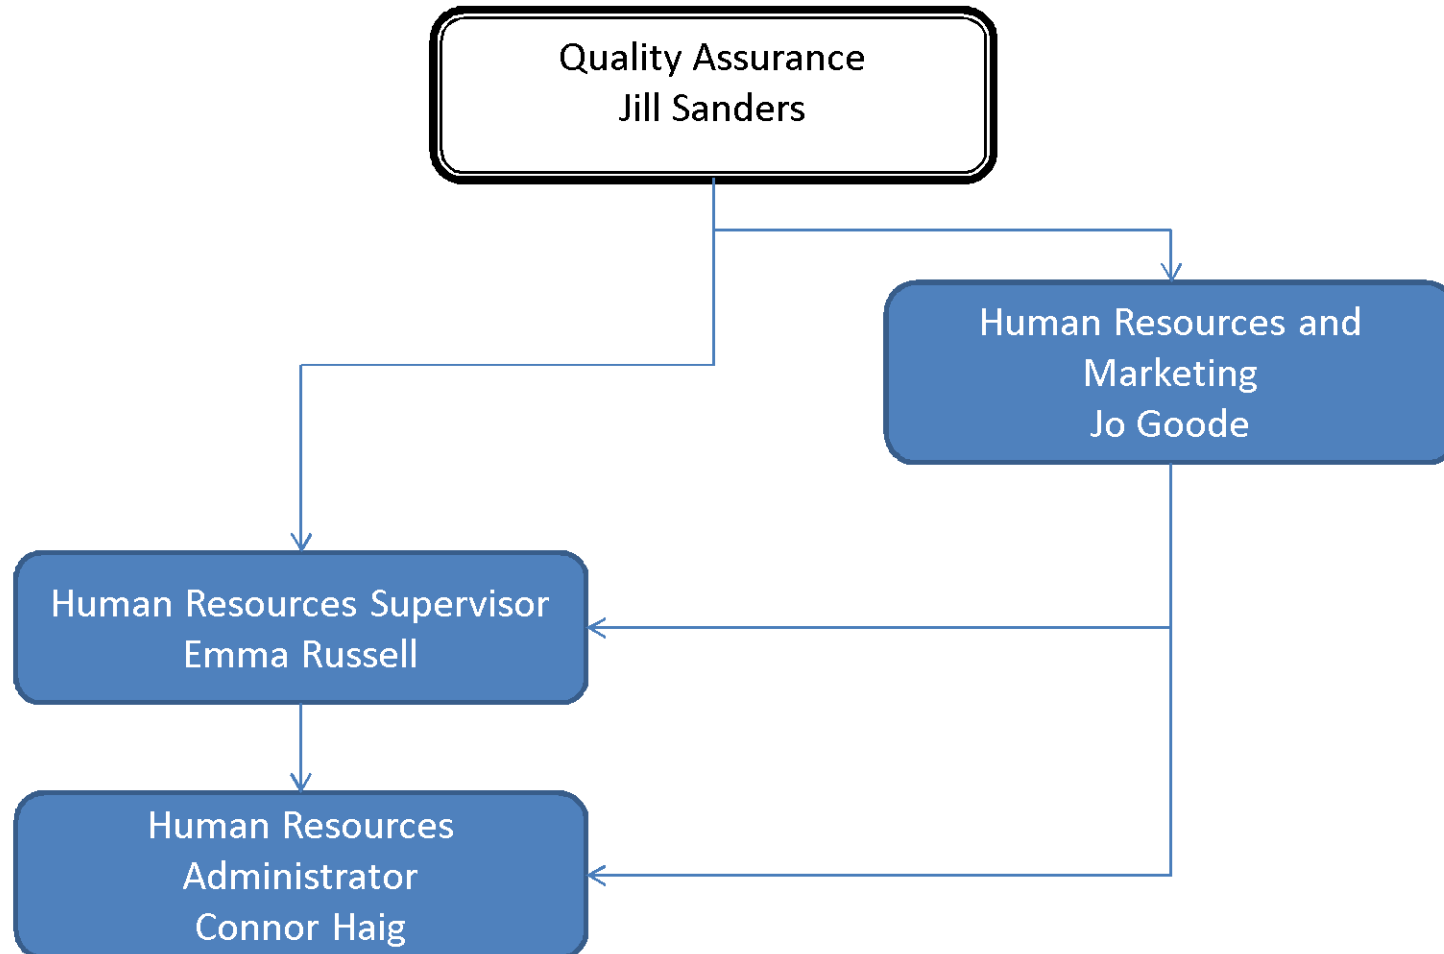 Quality Assurance
Jill Sanders
Human Resources and
Marketing
Jo Goode
Human Resources Supervisor
Emma Russell
Human Resources
Administrator
Connor Haig